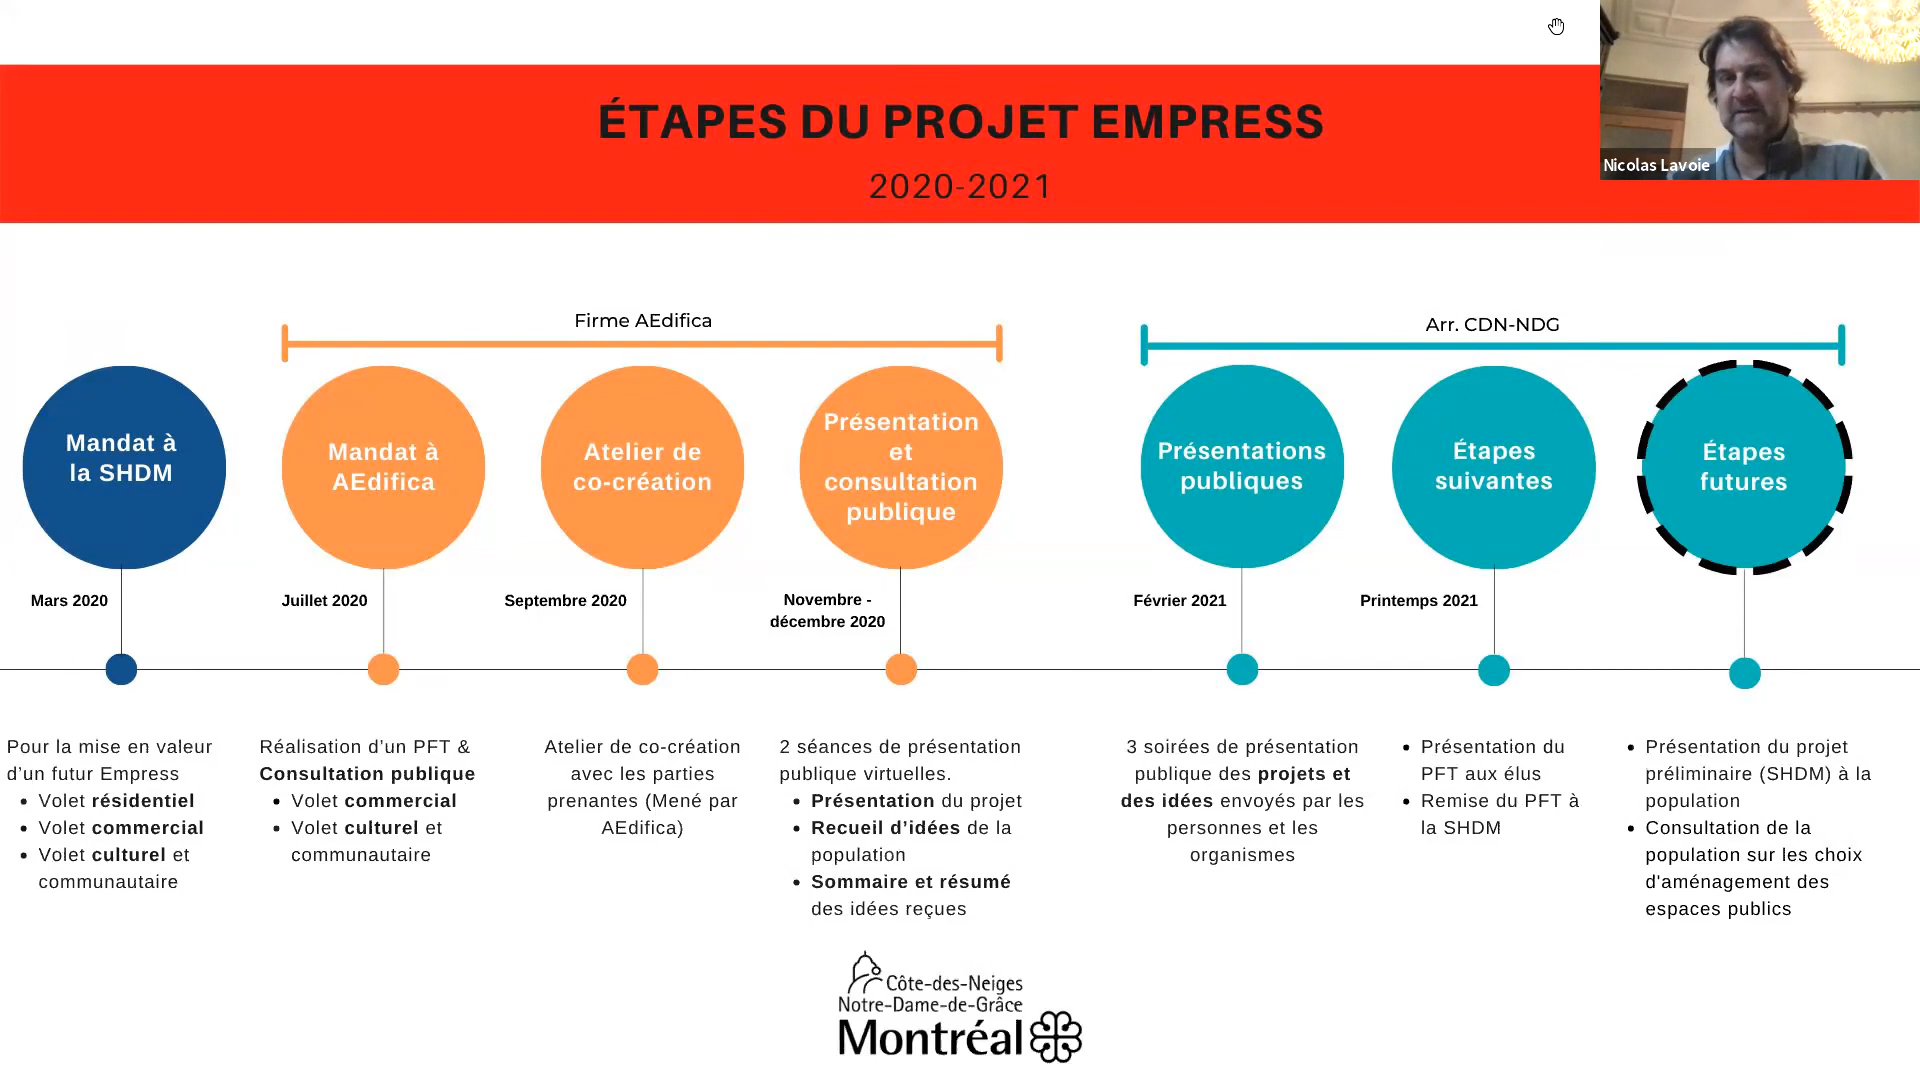 ÉTAPES DU PROJET EMPRESS
2020-2021
Nicolas Lavoie
Firme AEdifica
Arr. CDN-NDG
Mandat à
la SHDM
Mandat à
AEdifica
Atelier de
co-création
Présentation
et
consultation
publique
Présentations
publiques
Étapes
suivantes
Étapes
futures
Mars 2020
Juillet 2020
Septembre 2020
Novembre -
décembre 2020
Février 2021
Printemps 2021
Pour la mise en valeur
d’un futur Empress
• Volet résidentiel
• Volet commercial
• Volet culturel et
communautaire
Réalisation d’un PFT &
Consultation publique
• Volet commercial
• Volet culturel et
communautaire
Atelier de co-création
avec les parties
prenantes (Mené par
AEdifica)
2 séances de présentation
publique virtuelles.
• Présentation du projet
• Recueil d’idées de la
population
• Sommaire et résumé
des idées reçues
3 soirées de présentation
publique des projets et
des idées envoyés par les
personnes et les
organismes
• Présentation du
PFT aux élus
• Remise du PFT à
la SHDM
• Présentation du projet
préliminaire (SHDM) à la
population
• Consultation de la
population sur les choix
d'aménagement des
espaces publics
Côte-des-Neiges
Notre-Dame-de-Grâce
Montréal